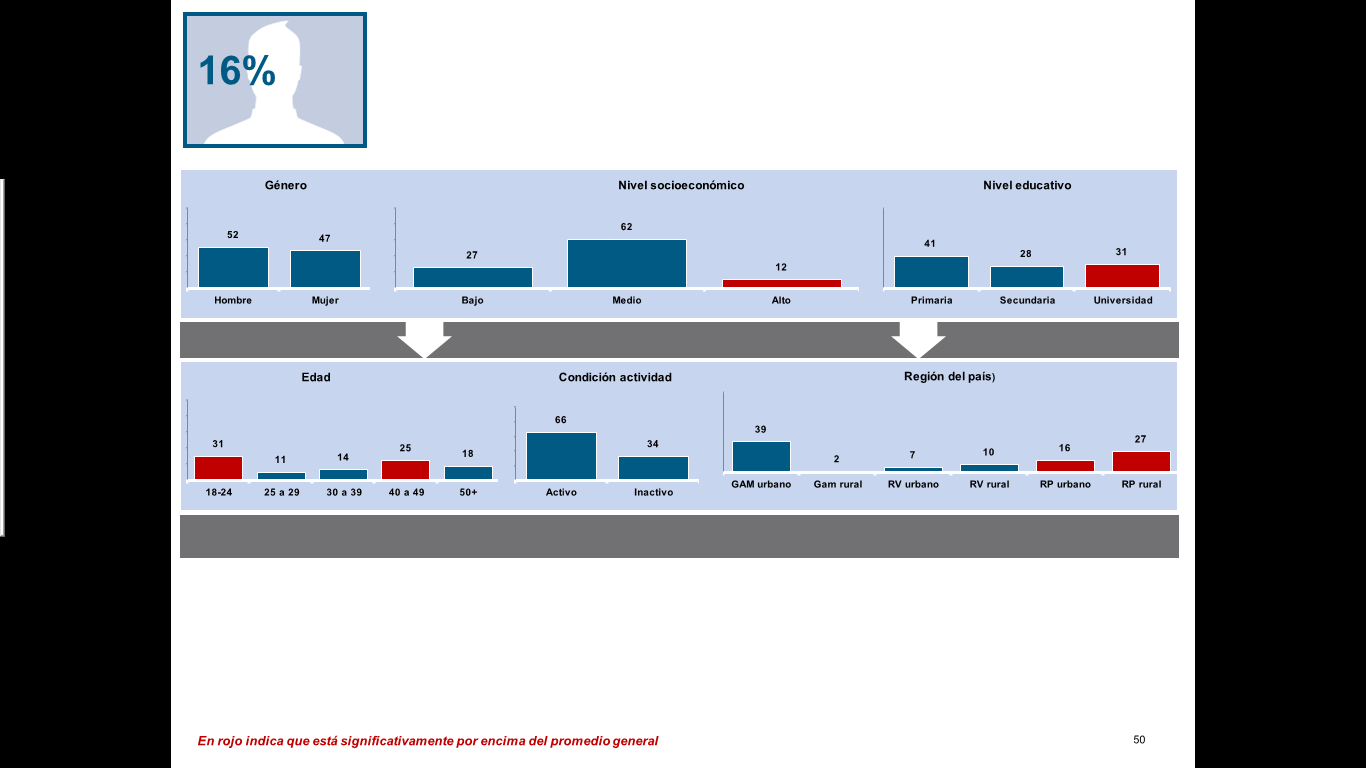 16%
Género
52
47
Hombre
Mujer
Nivel socioeconómico
27
62
12
Bajo
Medio
Alto
Nivel educativo
41
28
31
Primaria
Secundaria
Universidad
Edad
31
11
14
25
18
18-24
25 a 29
30 a 39
40 a 49
50+
Condición actividad
66
34
Activo
Inactivo
Región del país)
39
2
7
10
16
27
GAM urbano
Gam rural
RV urbano
RV rural
RP urbano
RP rural
En rojo indica que está significativamente por encima del promedio general
50